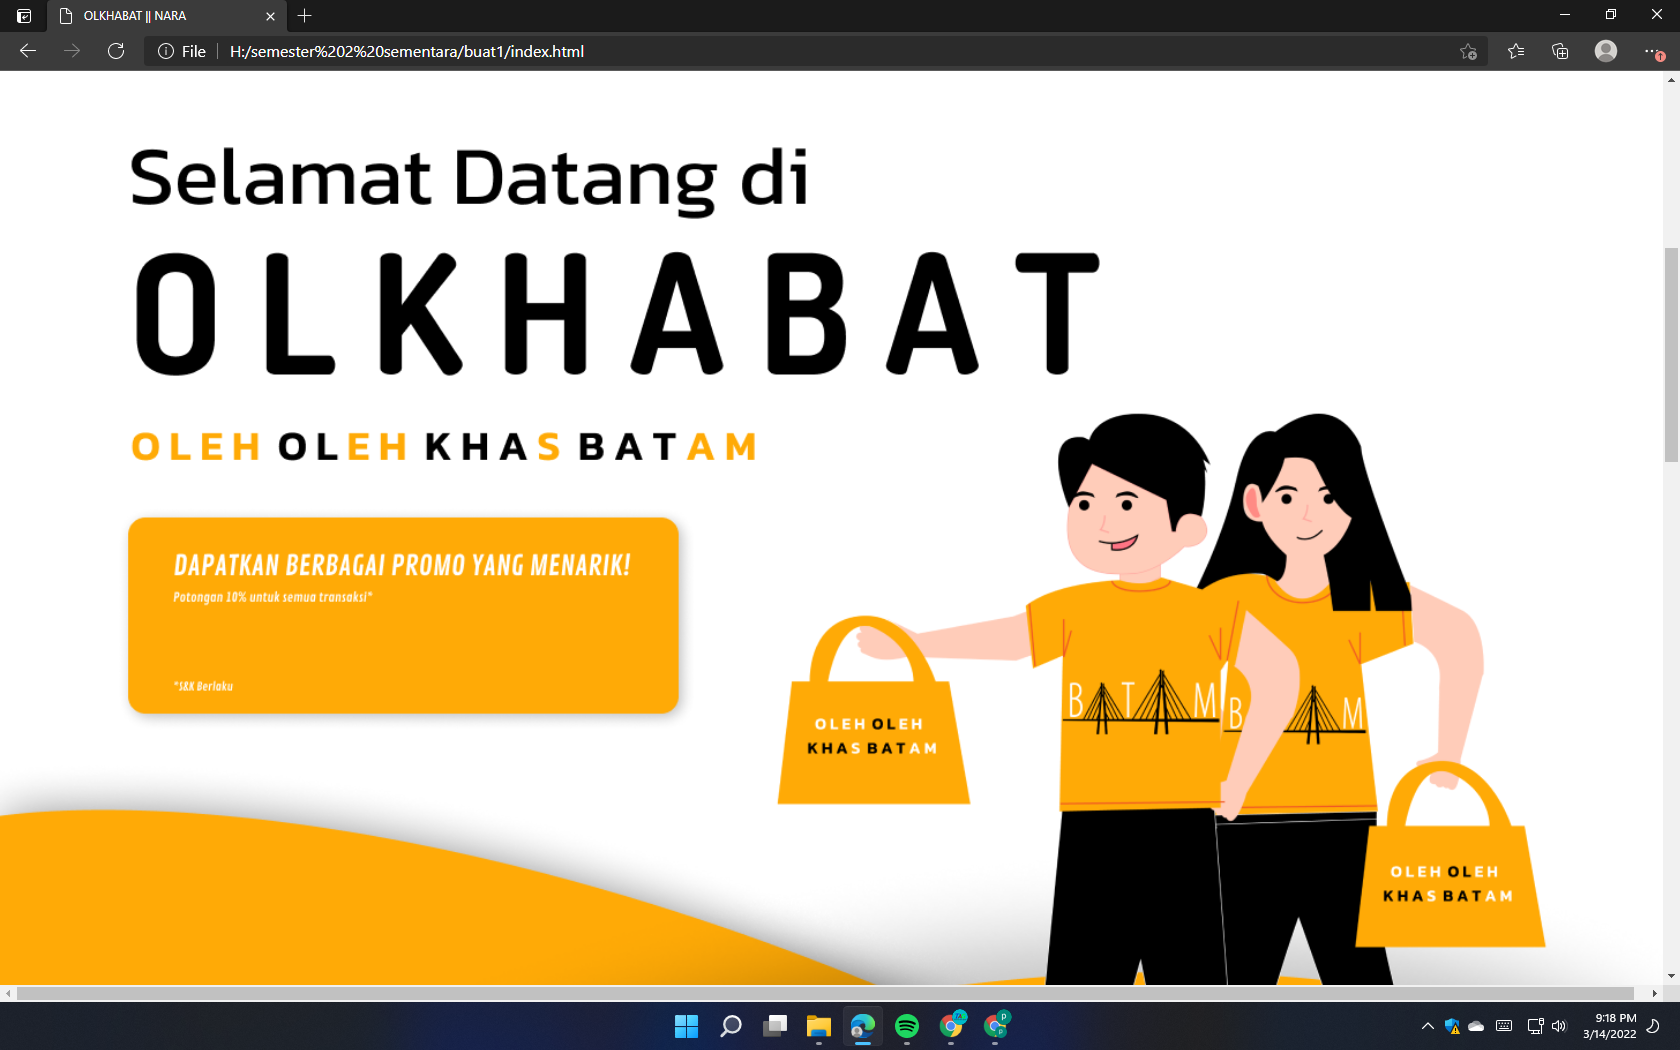 OLKHABAT || NARA
File
H:/semester%202%20sementara/buat1/index.html
Selamat Datang di
OLKHABAT
OLEH OLEH KHAS BATAM
DAPATKAN BERBAGAI PROMO YANG MENARIK!
Potongan 10% untuk semua transaksi*
*S&K Berlaku
BATAM
BATAM
OLEH OLEH
KHAS BATAM
OLEH OLEH
KHAS BATAM
9:18 PM
3/14/2022